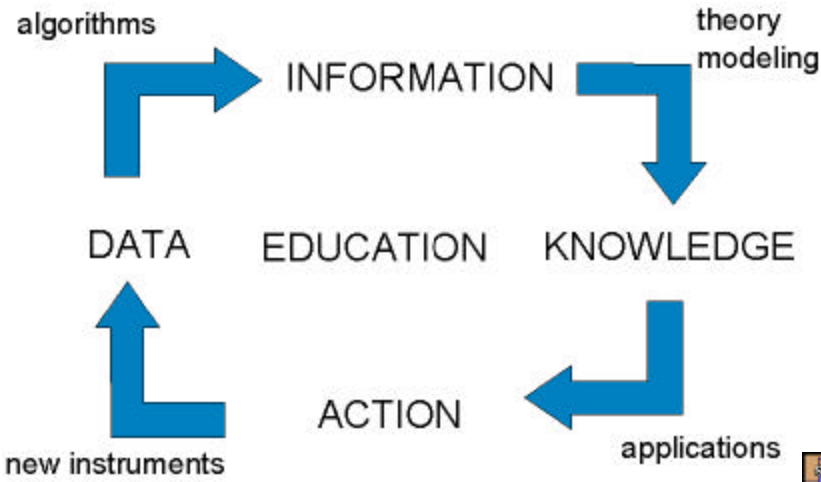 algorithms
theory
modeling
INFORMATION
DATA
EDUCATION
KNOWLEDGE
ACTION
new instruments
applications